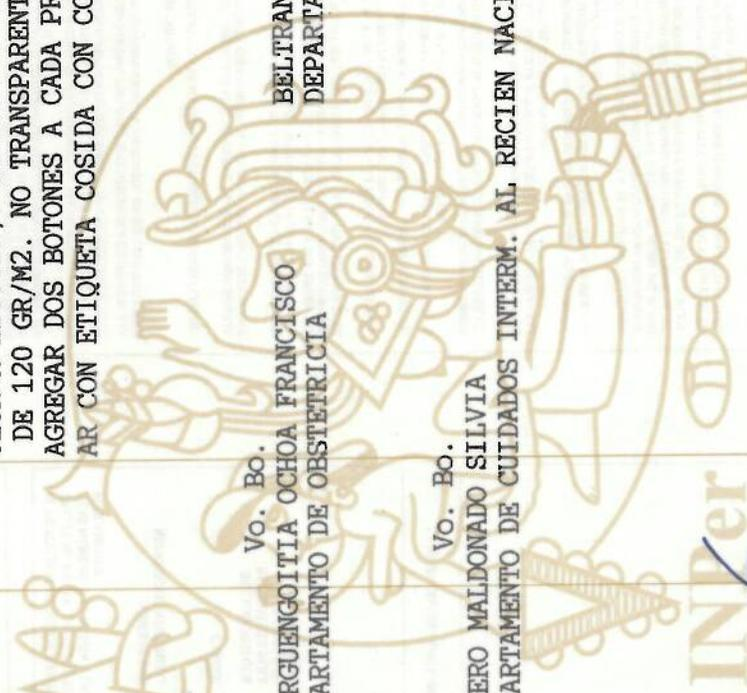 DE 120 GR/M2. NO TRANSPARENT
AGREGAR DOS BOTONES A CADA PR
AR CON ETIQUETA COSIDA CON CO
Vo. Bo.
RGUENGOITIA OCHOA FRANCISCO BELTRAN
ARTAMENTO DE OBSTETRICIA DEPARTA
Vo. Bo.
ERO MALDONADO SILVIA
ARTAMENTO DE CUIDADOS INTERM. AL RECIEN NACI
INPer